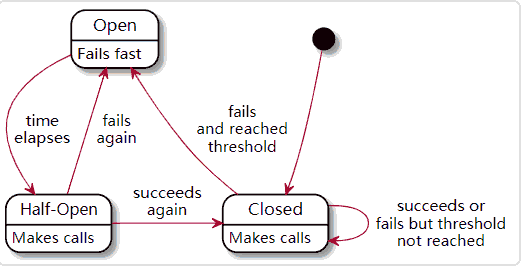 Open
Fails fast
time
elapses
fails
again
fails
and reached
threshold
Half-Open
Makes calls
succeeds
again
Closed
Makes calls
succeeds or
fails but threshold
not reached